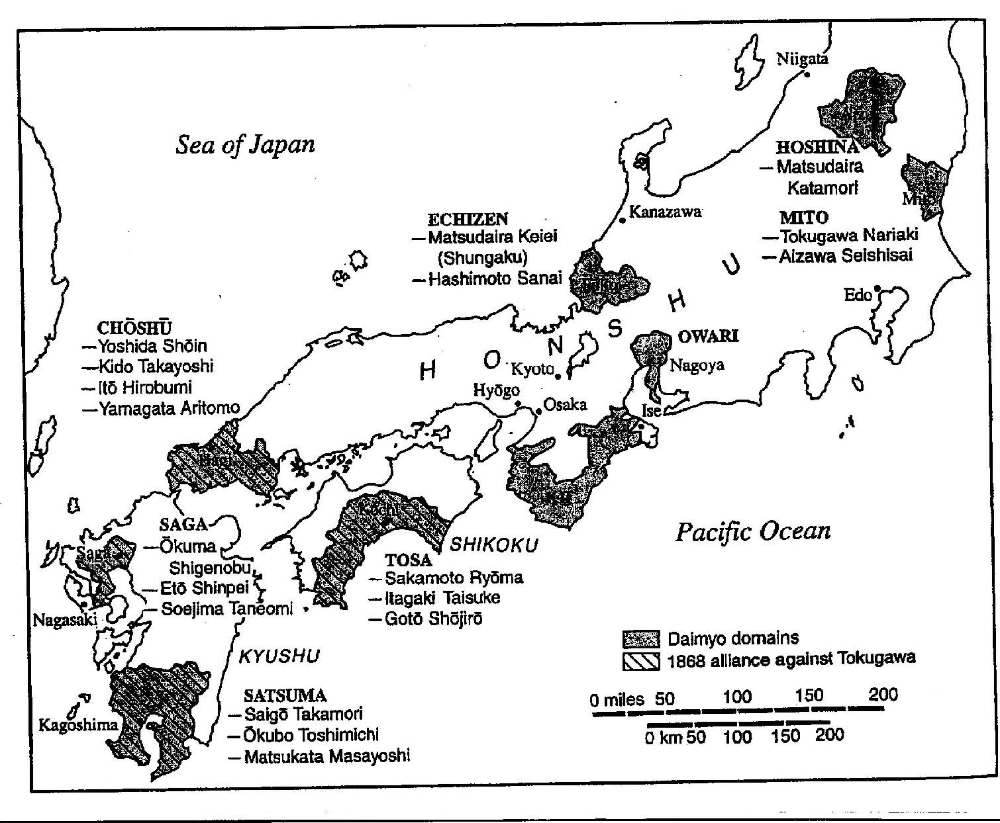 Niigata
Sea of Japan
HOSHINA
— Matsudaira
Katamori
Mito
MITO
— Tokugawa Nariaki
— Aizawa Seishisai
Kanazawa
ECHIZEN
— Matsudaira Keiei
(Shungaku)
— Hashimoto Sanai
Fukui
Edo
HONSHU
CHŌSHŪ
— Yoshida Shōin
— Kido Takayoshi
— Itō Hirobumi
— Yamagata Aritomo
Hagi
OWARI
Nagoya
Kyoto
Hyōgo
Osaka
Ise
KII
Kōchi
SAGA
— Ōkuma
Shigenobu
— Etō Shinpei
— Soejima Taneomi
Saga
Nagasaki
SHIKOKU
TOSA
— Sakamoto Ryōma
— Itagaki Taisuke
— Gotō Shōjirō
Pacific Ocean
KYUSHU
SATSUMA
— Saigō Takamori
— Ōkubo Toshimichi
— Matsukata Masayoshi
Kagoshima
Daimyo domains
1868 alliance against Tokugawa
0 miles 50 100 150 200
0 km 50 100 150 200